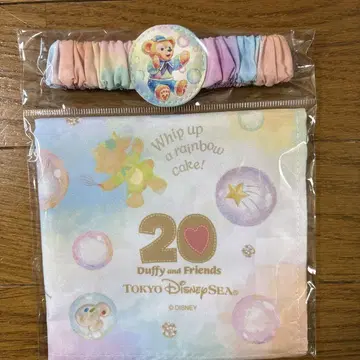 Whip up
a rainbow
cake!
20
Duffy and Friends
TOKYO DISNEYSEA®
© DISNEY